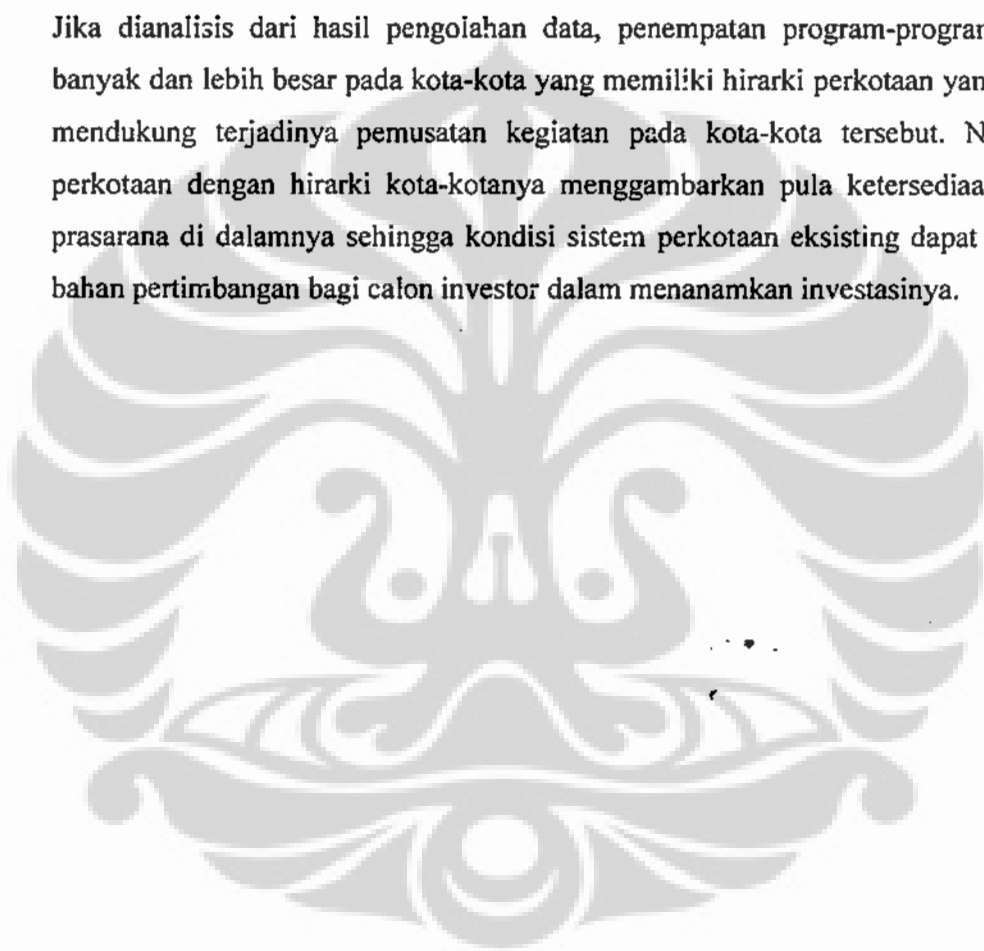 Jika dianalisis dari hasil pengolahan data, penempatan program-program
banyak dan lebih besar pada kota-kota yang memiliki hirarki perkotaan yan
mendukung terjadinya pemusatan kegiatan pada kota-kota tersebut. N
perkotaan dengan hirarki kota-kotanya menggambarkan pula ketersediaa
prasarana di dalamnya sehingga kondisi sistem perkotaan eksisting dapat
bahan pertimbangan bagi calon investor dalam menanamkan investasinya.